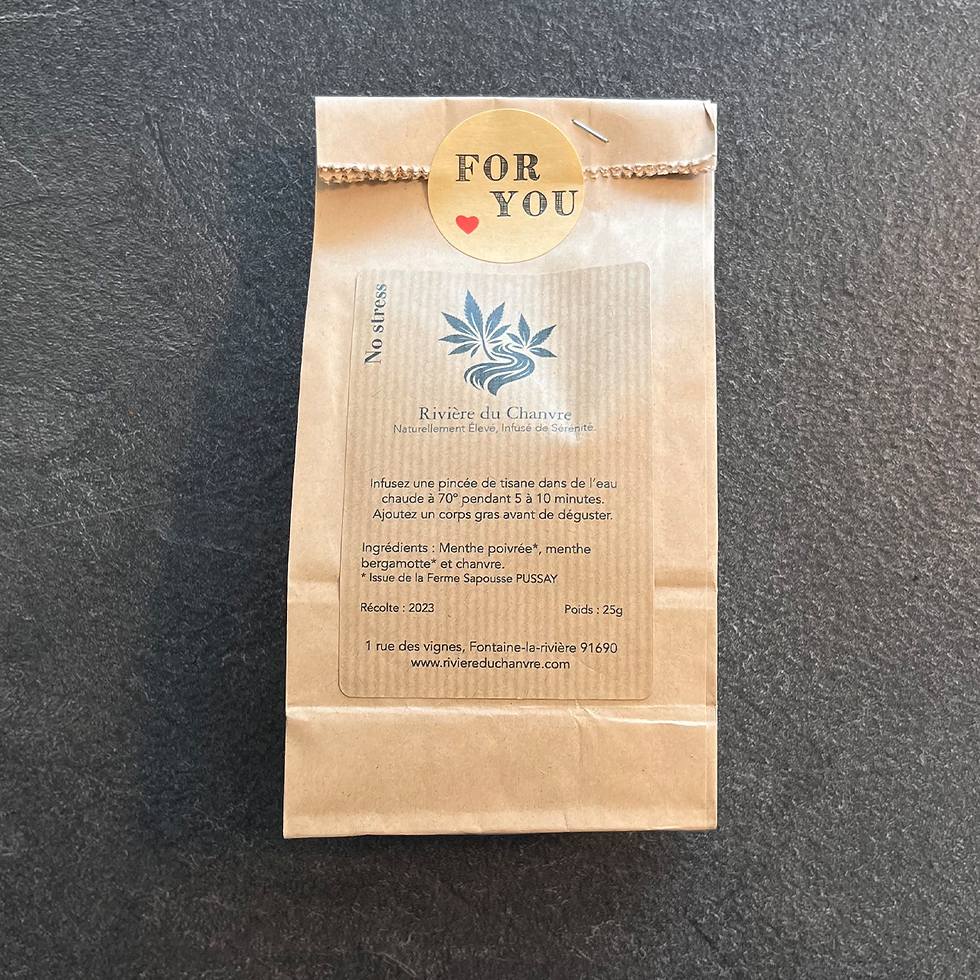 FOR
YOU
No stress
Rivière du Chanvre
Naturellement Élevé, Infusé de Sérénité.
Infusez une pincée de tisane dans de l'eau
chaude à 70° pendant 5 à 10 minutes.
Ajoutez un corps gras avant de déguster.
Ingrédients : Menthe poivrée*, menthe
bergamotte* et chanvre.
* Issue de la Ferme Sapousse PUSSAY
Récolte : 2023 Poids : 25g
1 rue des vignes, Fontaine-la-rivière 91690
www.riviereduchanvre.com